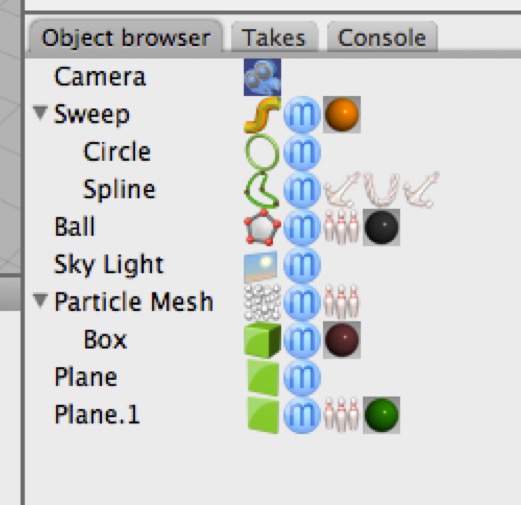 Object browser Takes Console
Camera
Sweep
Circle
Spline
Ball
Sky Light
Particle Mesh
Box
Plane
Plane.1